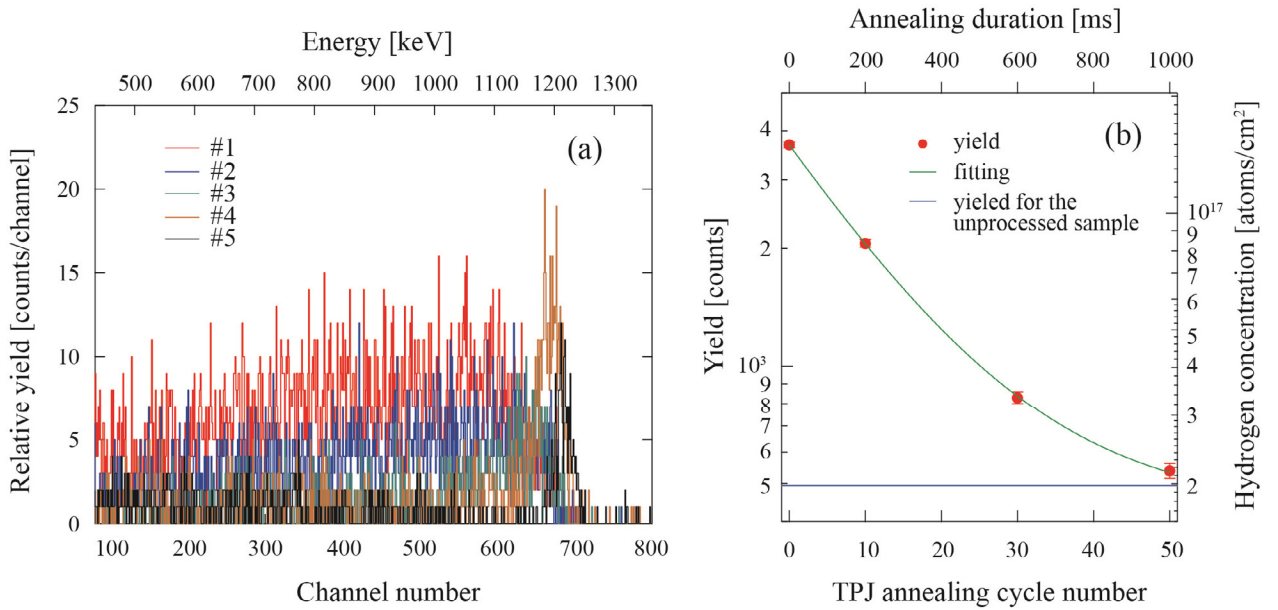 Energy [keV]
500 600 700 800 900 1000 1100 1200 1300
25
20
15
10
5
0
Relative yield [counts/channel]
#1
#2
#3
#4
#5
(a)
100 200 300 400 500 600 700 800
Channel number
Annealing duration [ms]
0 200 400 600 800 1000
4
3
2
10³
9
8
7
6
5
Yield [counts]
yield
fitting
yieled for the
unprocessed sample
(b)
10¹⁷
9
8
7
6
5
4
3
2
Hydrogen concentration [atoms/cm²]
0 10 20 30 40 50
TPJ annealing cycle number